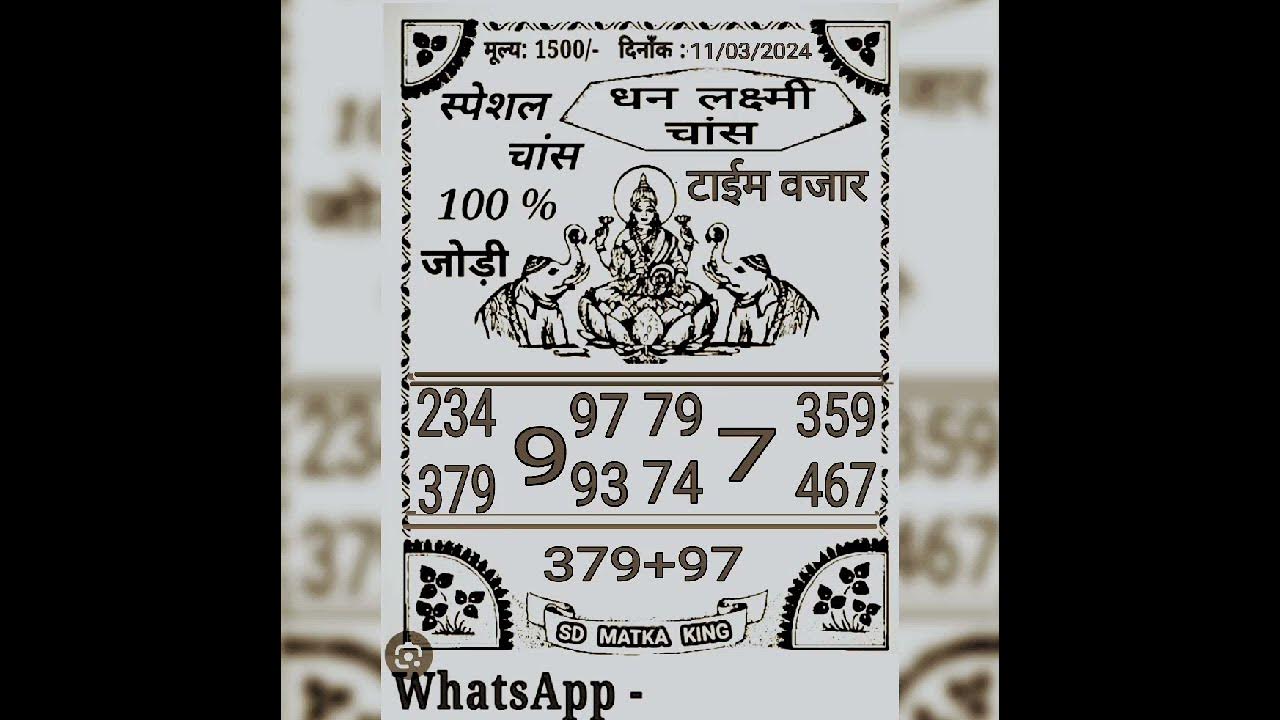 मूल्य: 1500/- दिनाँक : 11/03/2024
स्पेशल
चांस
100 %
जोड़ी
धन लक्ष्मी
चांस
टाईम वजार
234 9 97 79 7 359
379 93 74 467
379+97
SD MATKA KING
WhatsApp -